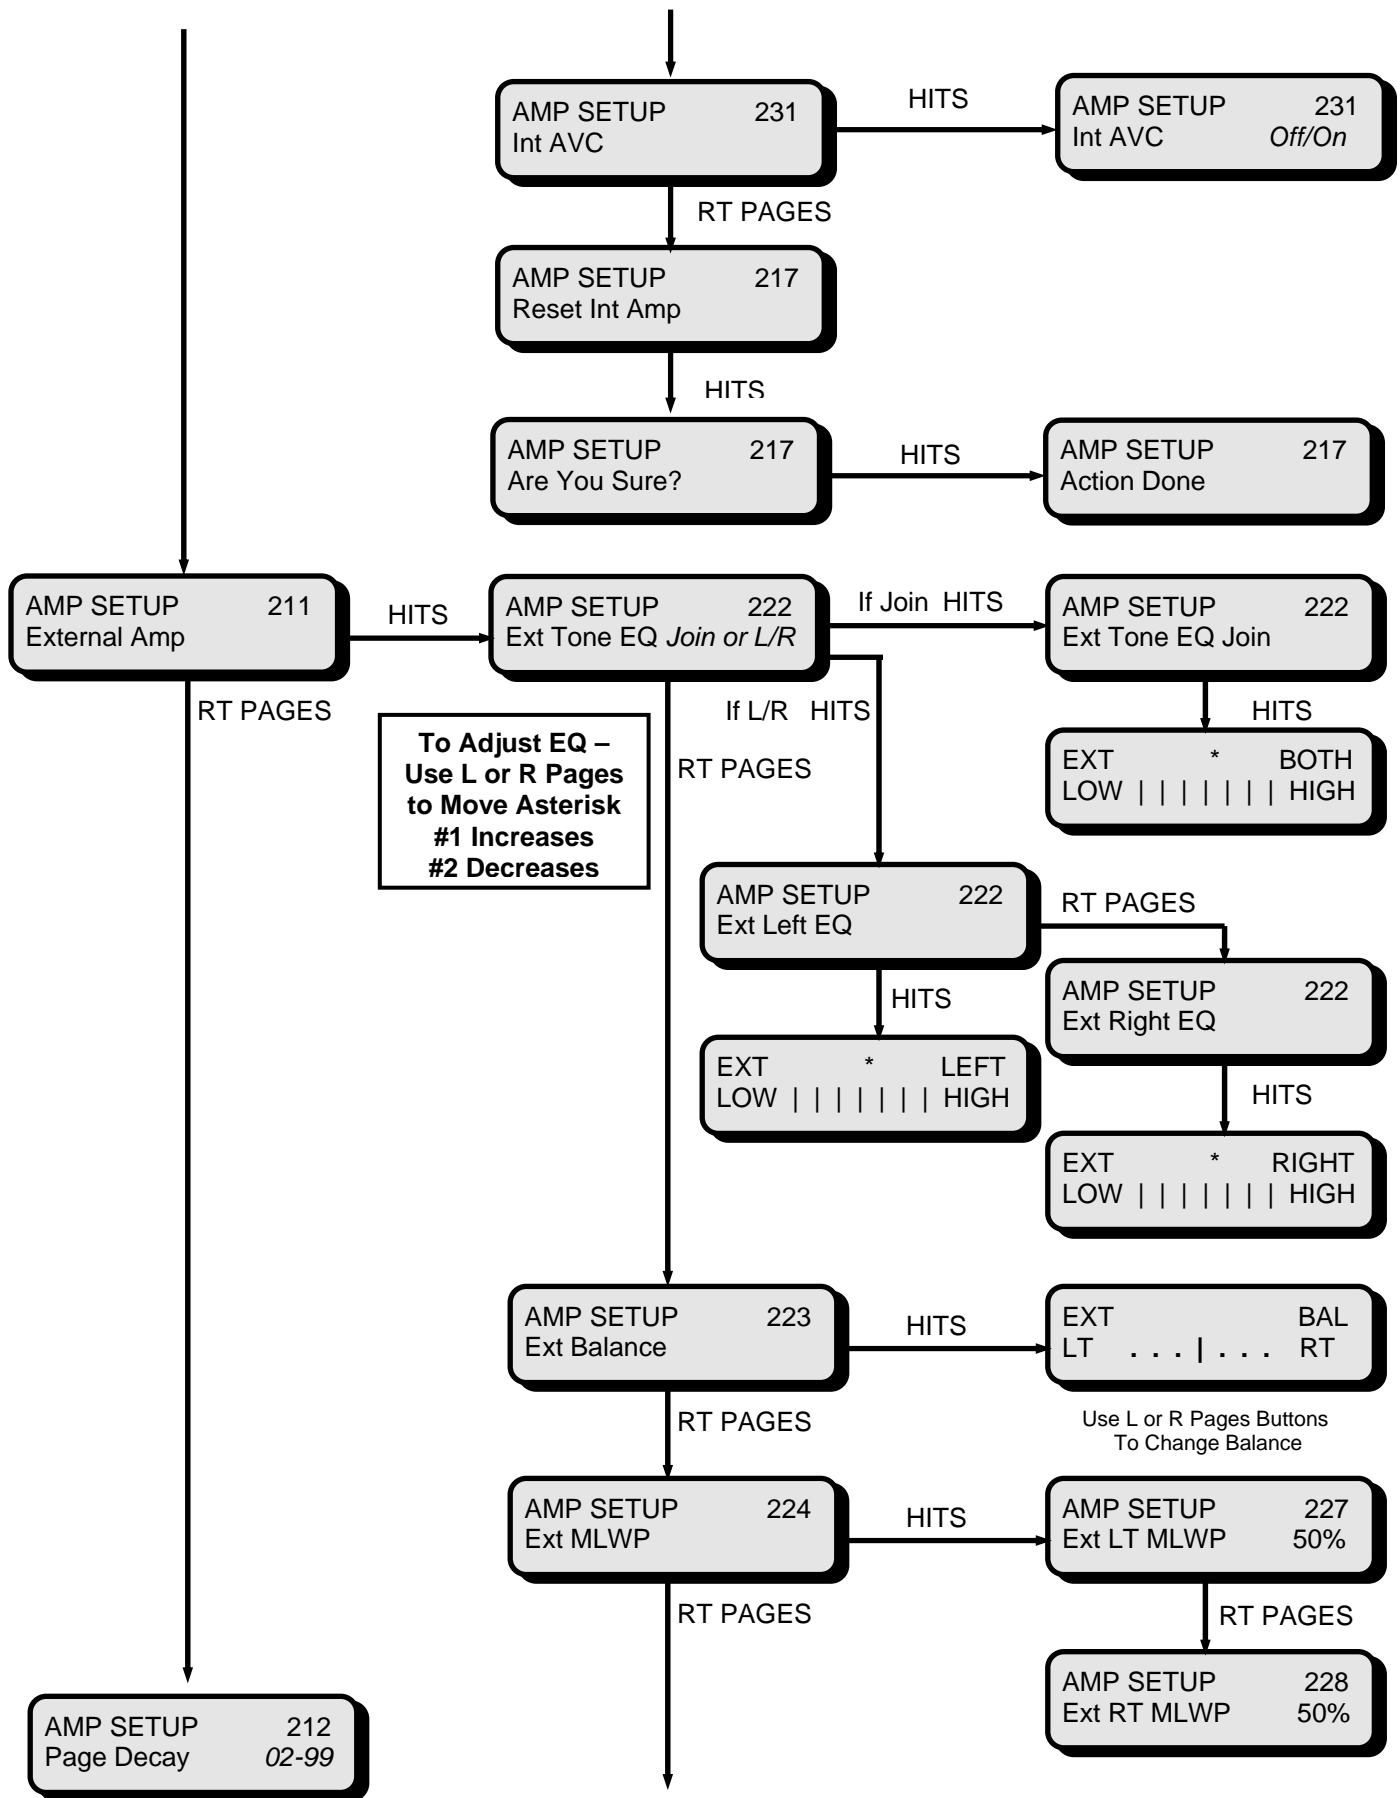 AMP SETUP 231
Int AVC
HITS
AMP SETUP 231
Int AVC Off/On
RT PAGES
AMP SETUP 217
Reset Int Amp
HITS
AMP SETUP 217
Are You Sure?
HITS
AMP SETUP 217
Action Done
AMP SETUP 211
External Amp
HITS
AMP SETUP 222
Ext Tone EQ Join or L/R
If Join HITS
AMP SETUP 222
Ext Tone EQ Join
RT PAGES
To Adjust EQ –
Use L or R Pages
to Move Asterisk
#1 Increases
#2 Decreases
RT PAGES
If L/R HITS
HITS
EXT * BOTH
LOW | | | | | | | HIGH
AMP SETUP 222
Ext Left EQ
RT PAGES
HITS
AMP SETUP 222
Ext Right EQ
EXT * LEFT
LOW | | | | | | | HIGH
HITS
EXT * RIGHT
LOW | | | | | | | HIGH
AMP SETUP 223
Ext Balance
HITS
EXT BAL
LT . . . | . . . RT
RT PAGES
Use L or R Pages Buttons
To Change Balance
AMP SETUP 224
Ext MLWP
HITS
AMP SETUP 227
Ext LT MLWP 50%
RT PAGES
RT PAGES
AMP SETUP 228
Ext RT MLWP 50%
AMP SETUP 212
Page Decay 02-99